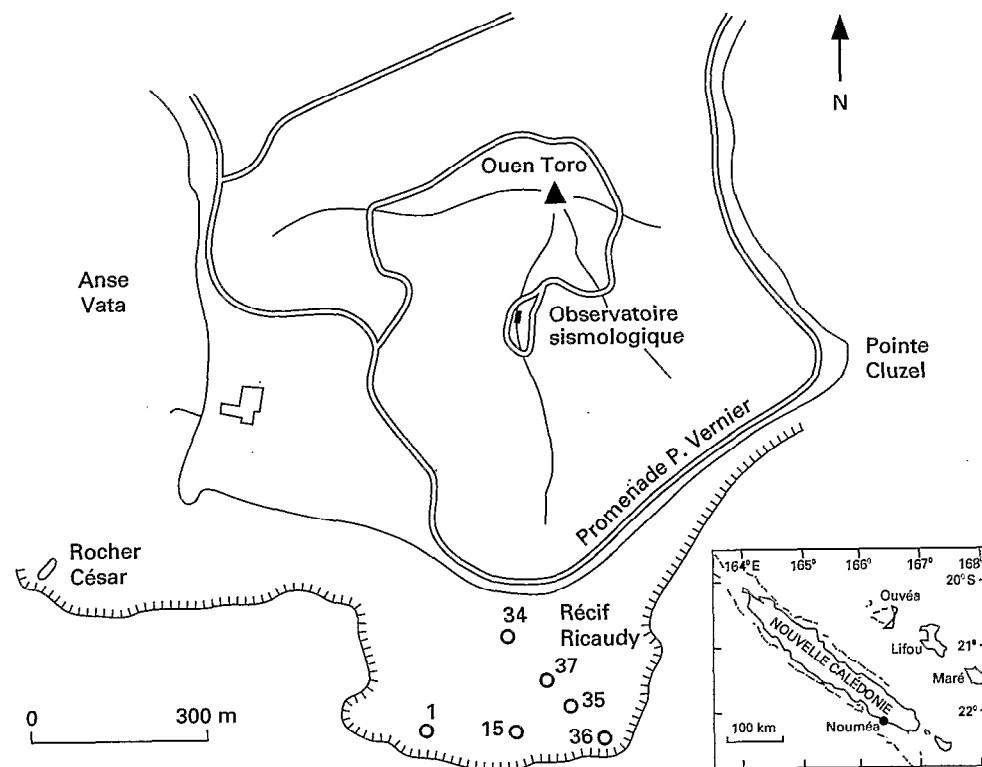 N
Ouen Toro
Anse
Vata
Observatoire
sismologique
Pointe
Cluzel
Promenade P. Vernier
Rocher
César
34
Récif
Ricaudy
37
35
1
15
36
0
300 m
164° E
165°
166°
167°
168°
20° S
Ouvéa
NOUVELLE CALÉDONIE
Lifou
21°
Maré
22°
Nouméa
100 km